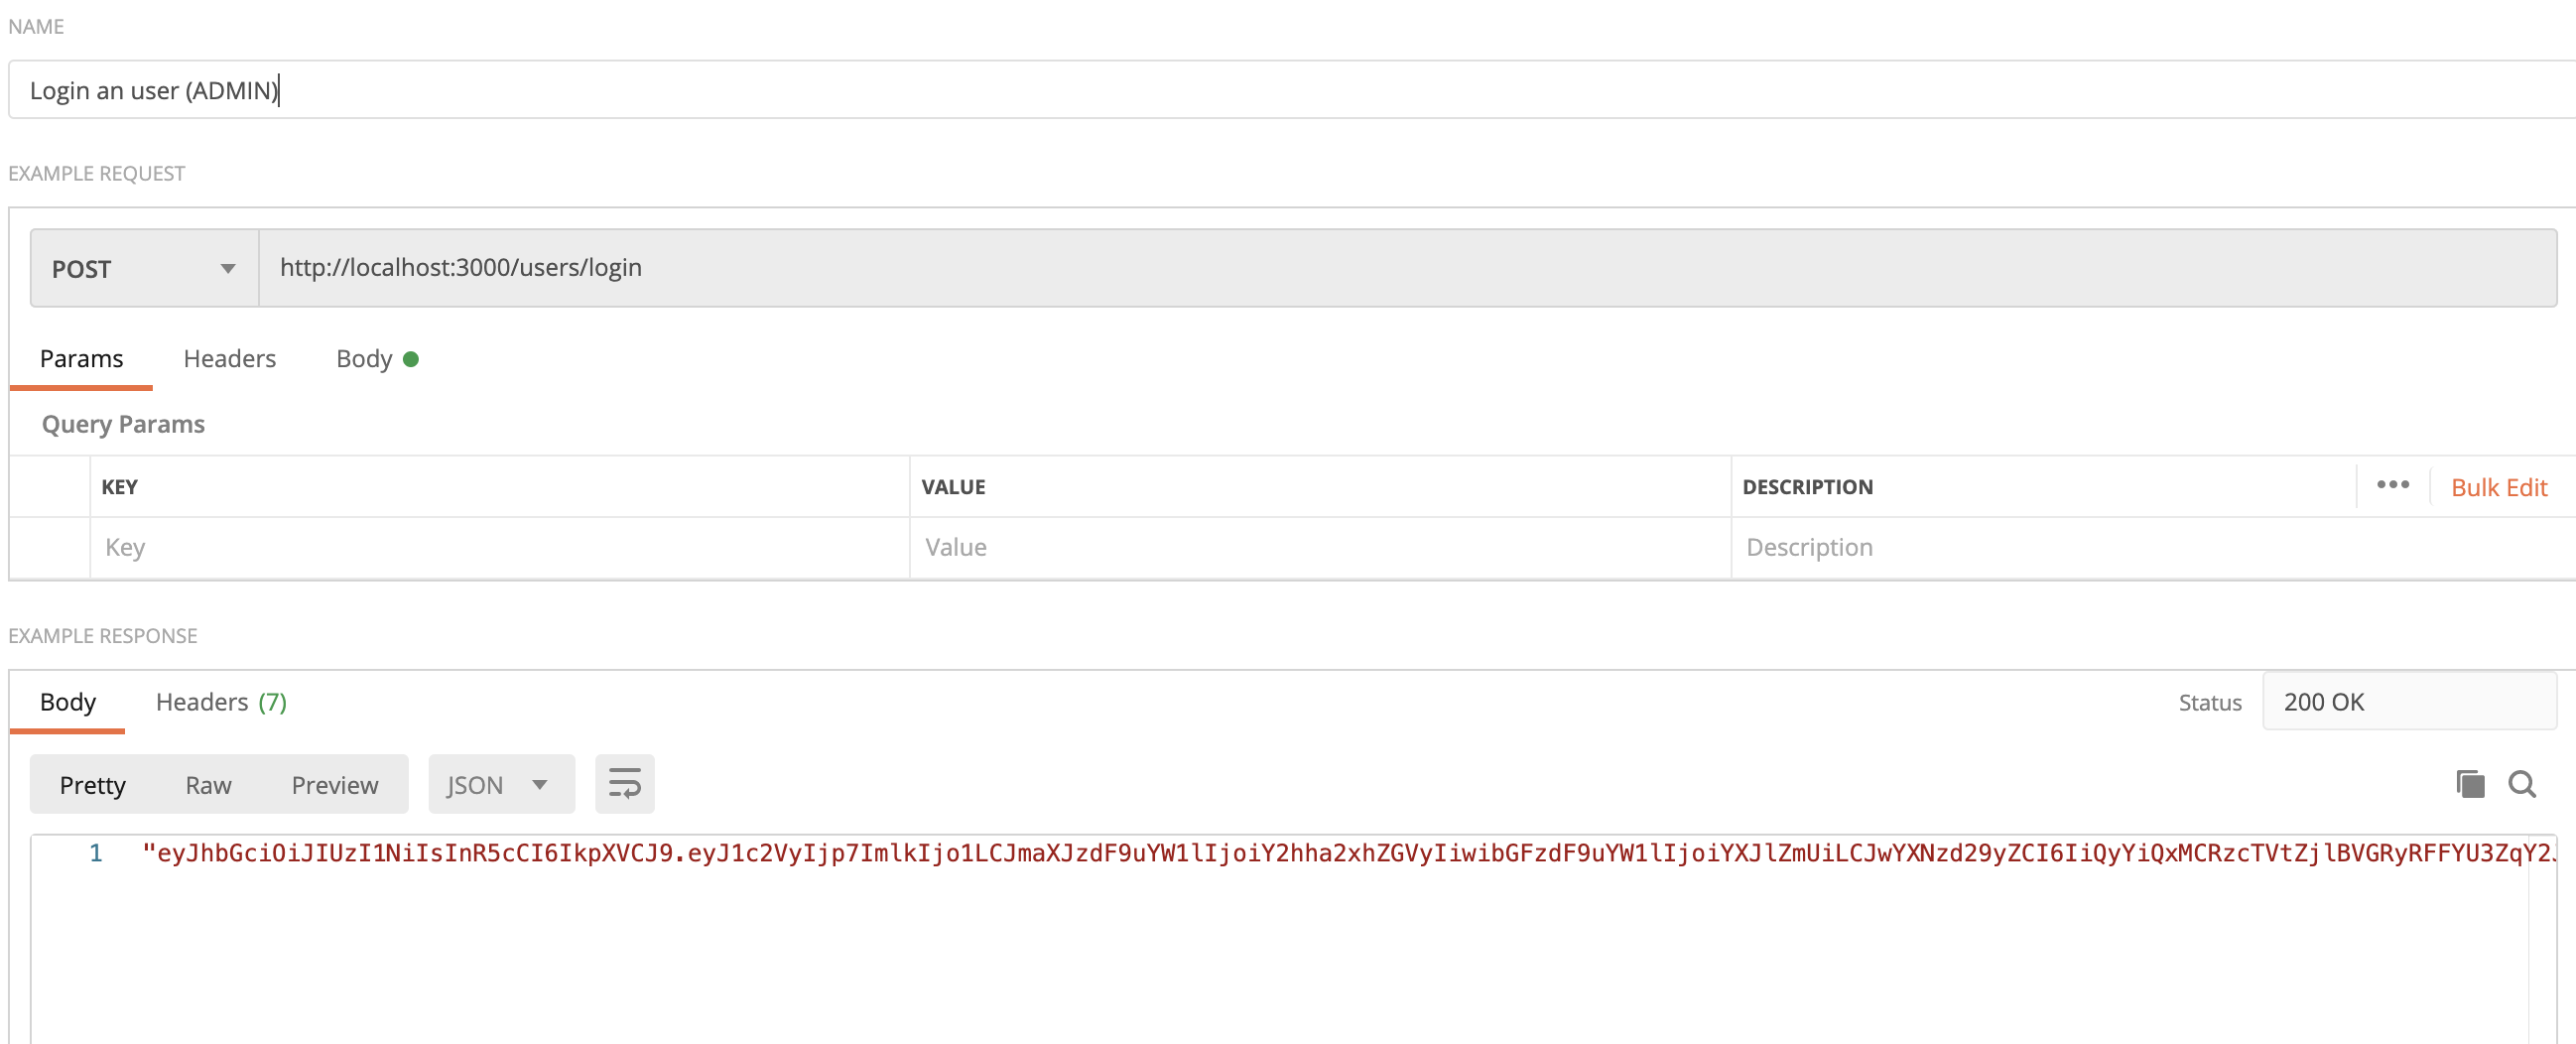 NAME
Login an user (ADMIN)
EXAMPLE REQUEST
POST http://localhost:3000/users/login
Params Headers Body
Query Params
KEY VALUE DESCRIPTION ••• Bulk Edit
Key Value Description
EXAMPLE RESPONSE
Body Headers (7) Status 200 OK
Pretty Raw Preview JSON
1 "eyJhbGciOiJIUzI1NiIsInR5cCI6IkpXVCJ9.eyJ1c2VyIjp7ImlkIjo1LCJmaXJzdF9uYW1lIjoiY2hha2xhZGVyIiwibGFzdF9uYW1lIjoiYXJlZmUiLCJwYXNzd29yZCI6IiQyYiQxMCRzcTVtZjlBVGRyRFFYU3ZqY2